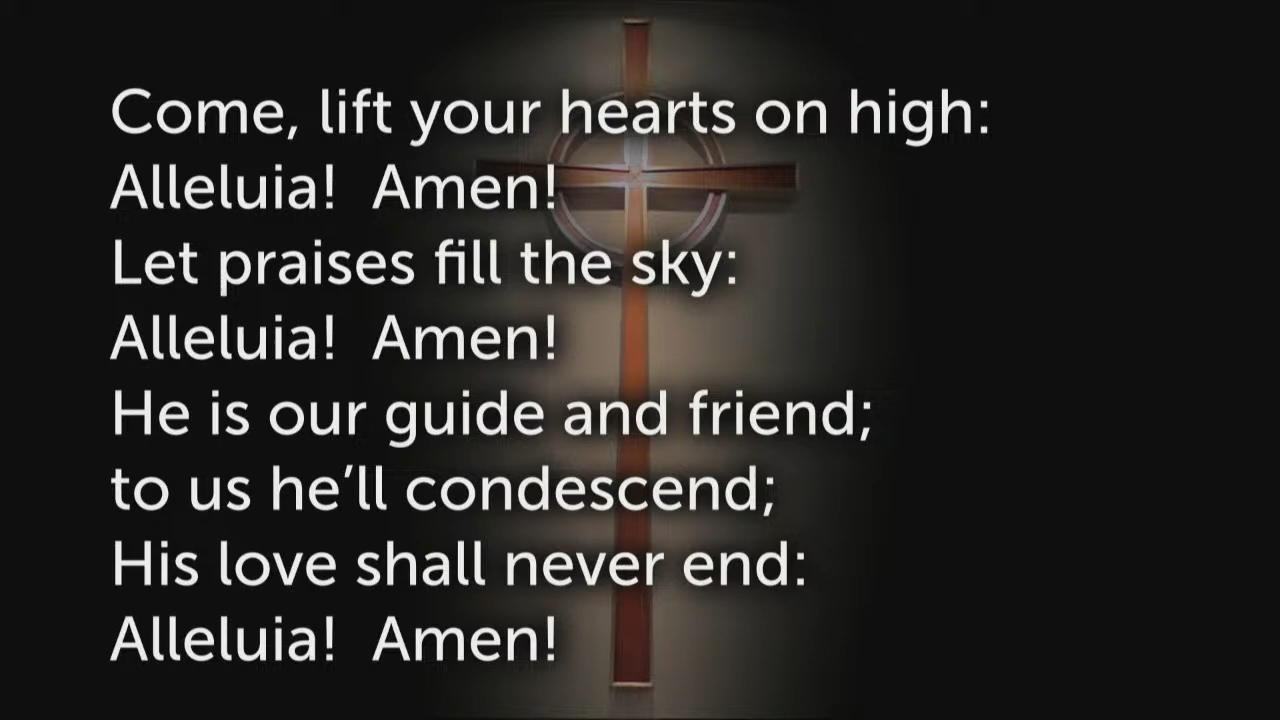 Come, lift your hearts on high:
Alleluia!  Amen!
Let praises fill the sky:
Alleluia!  Amen!
He is our guide and friend;
to us he’ll condescend;
His love shall never end:
Alleluia!  Amen!